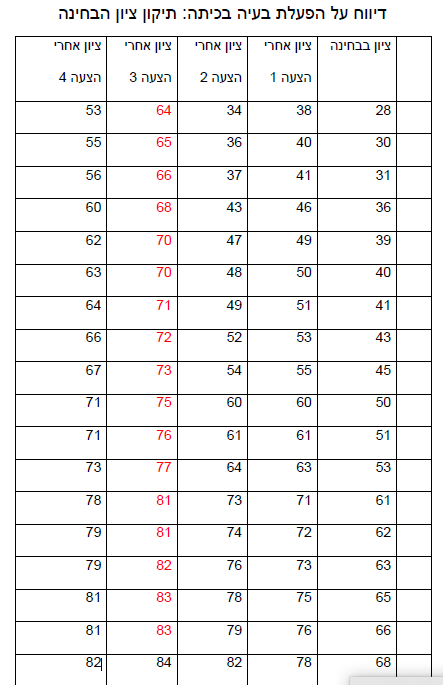 דיווח על הפעלת בעיה בכיתה: תיקון ציון הבחינה
ציון בבחינה ציון אחרי הצעה 1 ציון אחרי הצעה 2 ציון אחרי הצעה 3 ציון אחרי הצעה 4
28 38 34 64 53
30 40 36 65 55
31 41 37 66 56
36 46 43 68 60
39 49 47 70 62
40 50 48 70 63
41 51 49 71 64
43 53 52 72 66
45 55 54 73 67
50 60 60 75 71
51 61 61 76 71
53 63 64 77 73
61 71 73 81 78
62 72 74 81 79
63 73 76 82 79
65 75 78 83 81
66 76 79 83 81
68 78 82 84 82